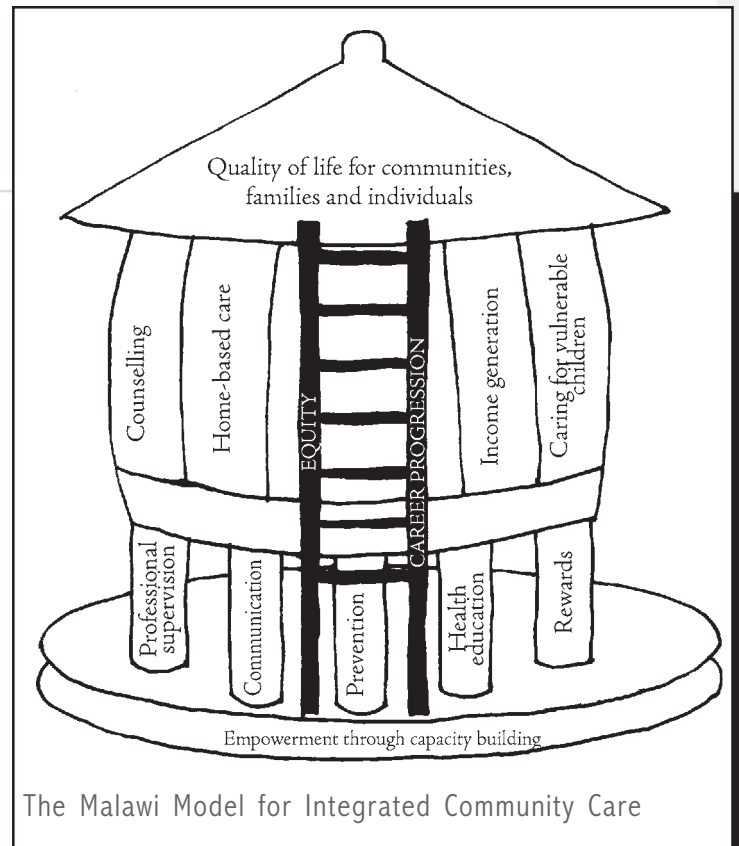 Quality of life for communities,
families and individuals
Counselling
Home-based care
EQUITY
CAREER PROGRESSION
Income generation
Caring for vulnerable
children
Professional
supervision
Communication
Prevention
Health
education
Rewards
Empowerment through capacity building
The Malawi Model for Integrated Community Care